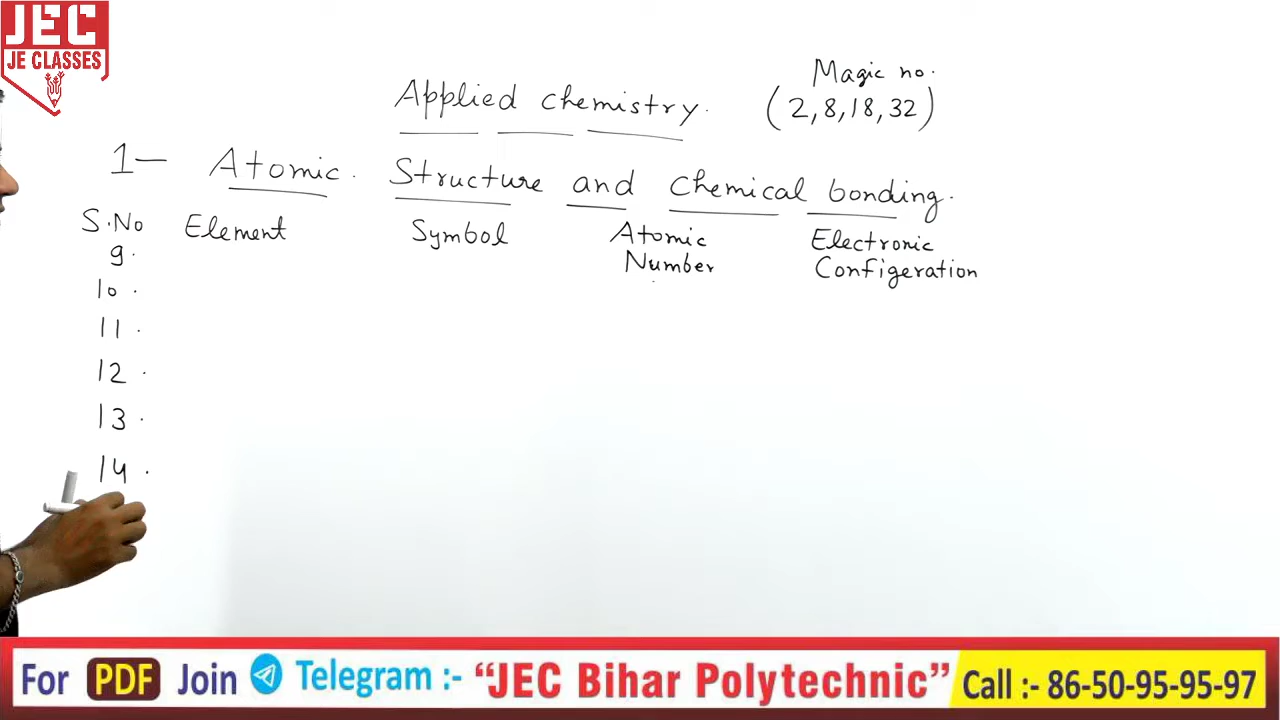 JEC
JE CLASSES
Magic no.
Applied chemistry. (2,8,18,32)
1— Atomic. Structure and Chemical bonding.
S.No Element Symbol Atomic Number Electronic Configeration
9.
10.
11.
12.
13.
14.
For PDF Join Telegram :- “JEC Bihar Polytechnic” Call :- 86-50-95-95-97